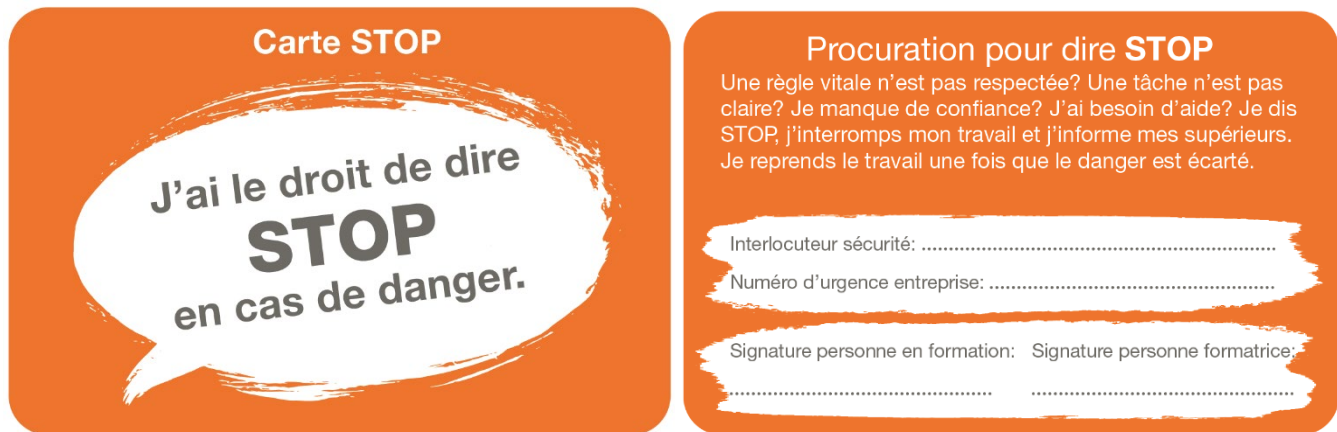 Carte STOP
J'ai le droit de dire
STOP
en cas de danger.
Procuration pour dire STOP
Une règle vitale n'est pas respectée? Une tâche n'est pas
claire? Je manque de confiance? J'ai besoin d'aide? Je dis
STOP, j'interromps mon travail et j'informe mes supérieurs.
Je reprends le travail une fois que le danger est écarté.
Interlocuteur sécurité: ............................................................
Numéro d'urgence entreprise: ................................................
Signature personne en formation: Signature personne formatrice:
............................................ ............................................